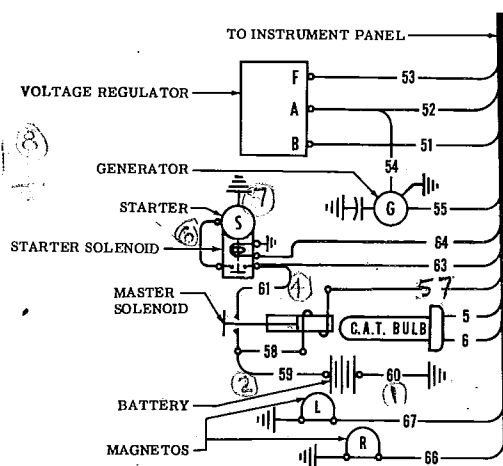 TO INSTRUMENT PANEL
F
53
VOLTAGE REGULATOR
A
52
B
51
8
54
GENERATOR
7
G
55
STARTER
S
6
64
STARTER SOLENOID
63
61
4
57
MASTER
SOLENOID
5
C.A.T. BULB
6
58
2
59
60
1
BATTERY
L
67
MAGNETOS
R
66